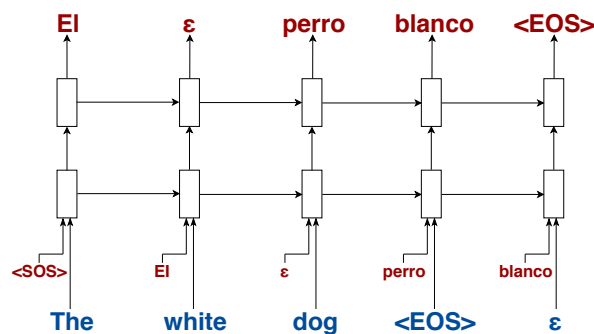 El ε perro blanco <EOS>
<SOS> El ε perro blanco
The white dog <EOS> ε